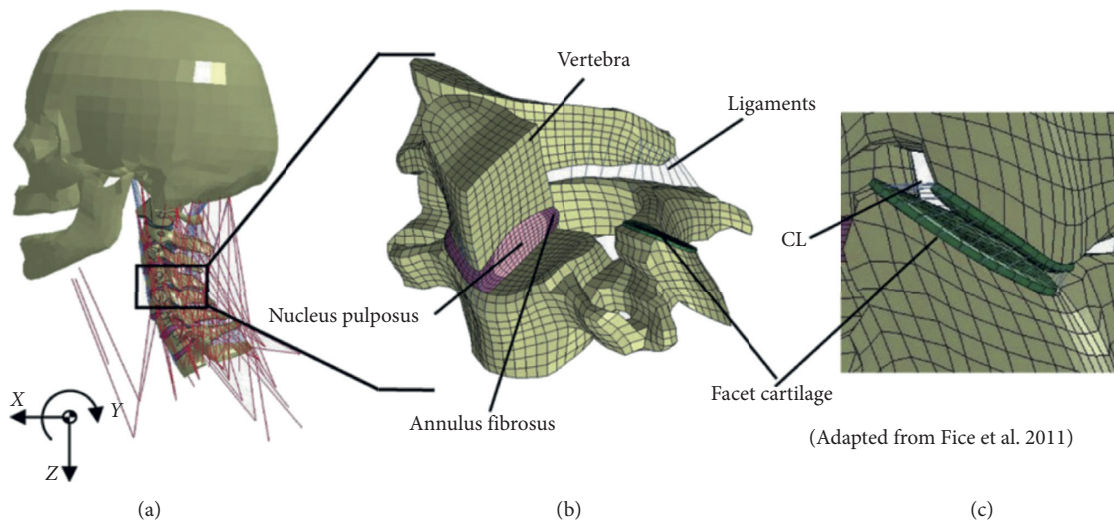 Vertebra
Ligaments
CL
Nucleus pulposus
Facet cartilage
Annulus fibrosus
X
Y
Z
(Adapted from Fice et al. 2011)
(a)
(b)
(c)